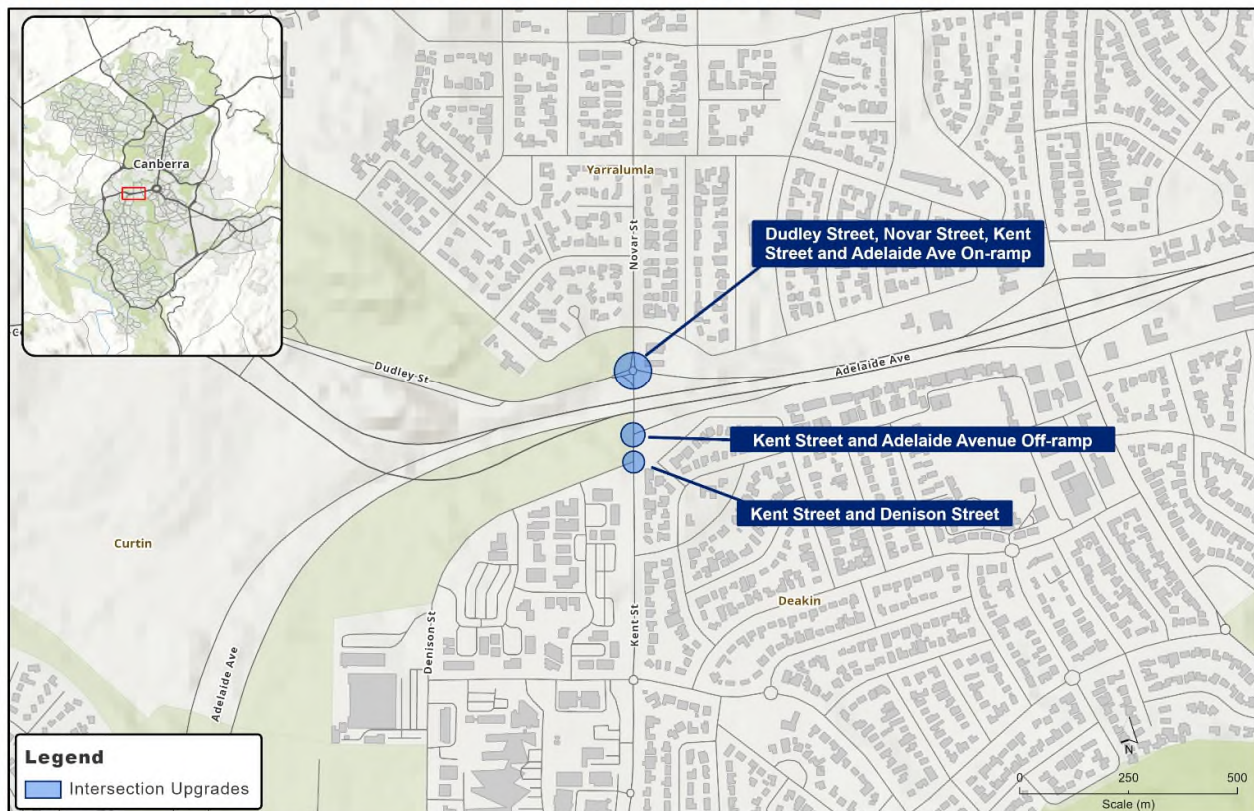 Canberra
Yarralumla
Novar St
Dudley Street, Novar Street, Kent
Street and Adelaide Ave On-ramp
Dudley St
Adelaide Ave
Kent Street and Adelaide Avenue Off-ramp
Kent Street and Denison Street
Curtin
Deakin
Denison St
Kent St
Adelaide Ave
Legend
Intersection Upgrades
N
0 250 500
Scale (m)